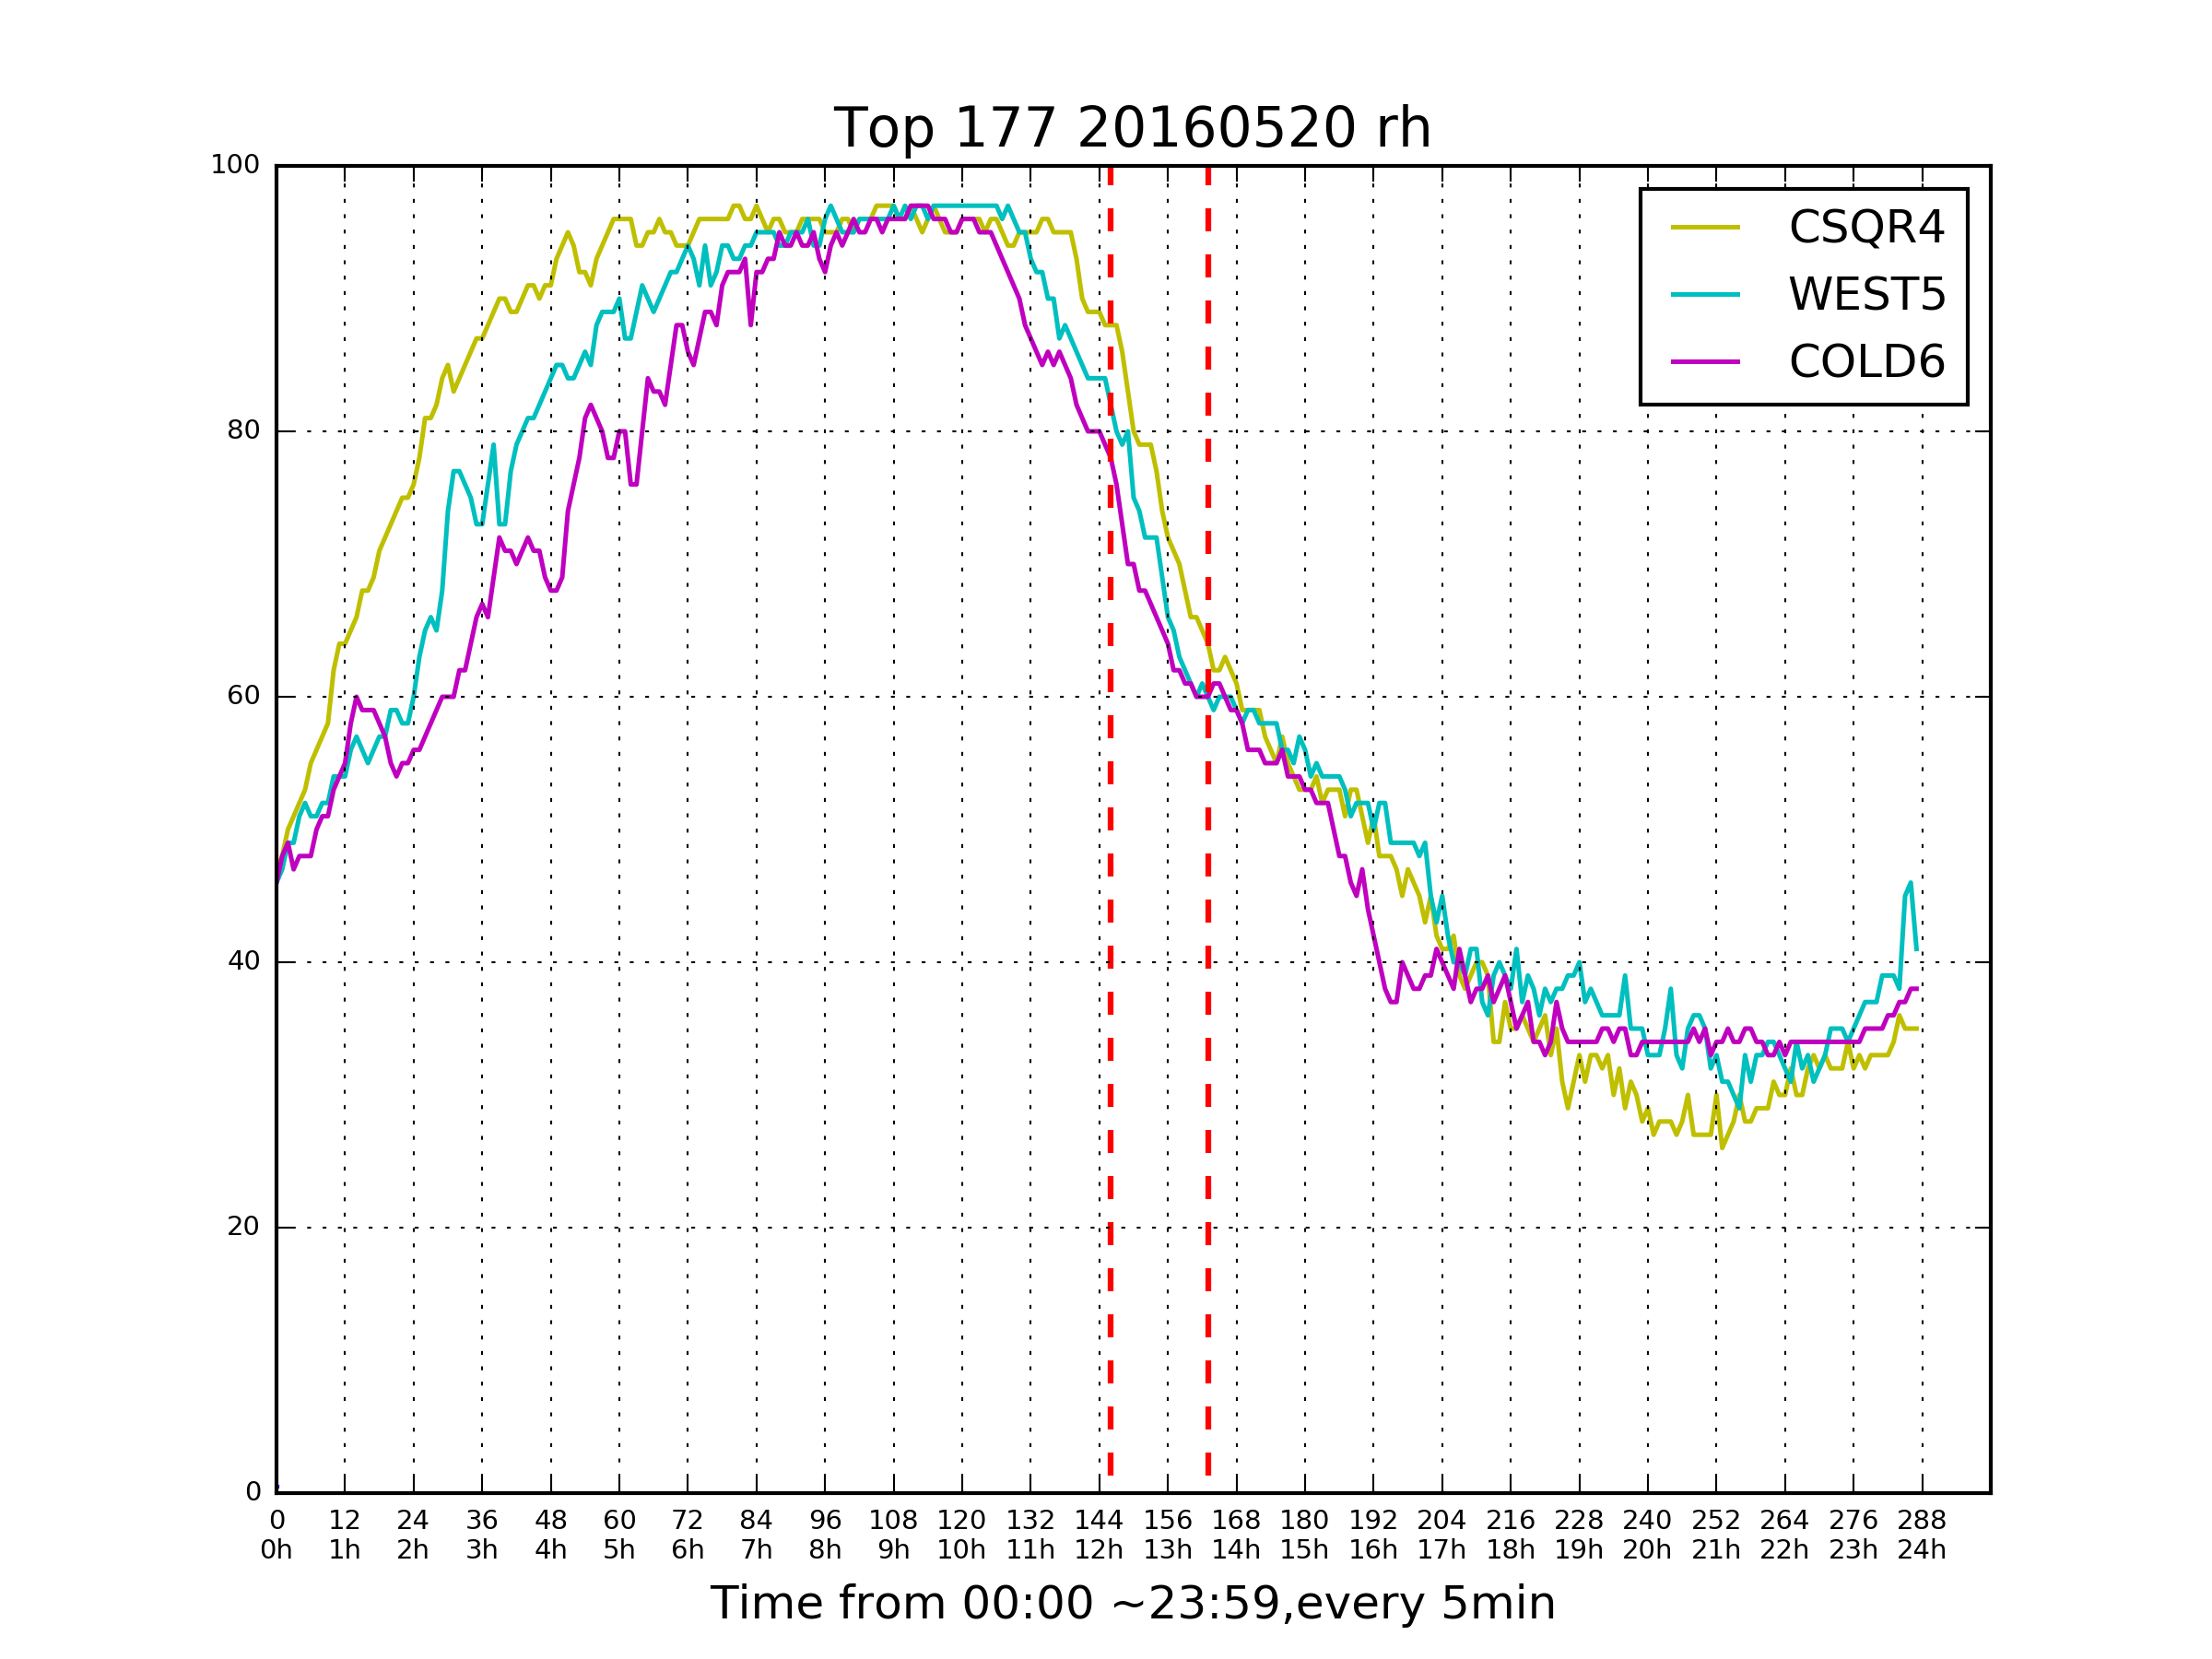 Top 177 20160520 rh
100
80
60
40
20
0
CSQR4
WEST5
COLD6
0 12 24 36 48 60 72 84 96 108 120 132 144 156 168 180 192 204 216 228 240 252 264 276 288
0h 1h 2h 3h 4h 5h 6h 7h 8h 9h 10h 11h 12h 13h 14h 15h 16h 17h 18h 19h 20h 21h 22h 23h 24h
Time from 00:00 ~23:59,every 5min